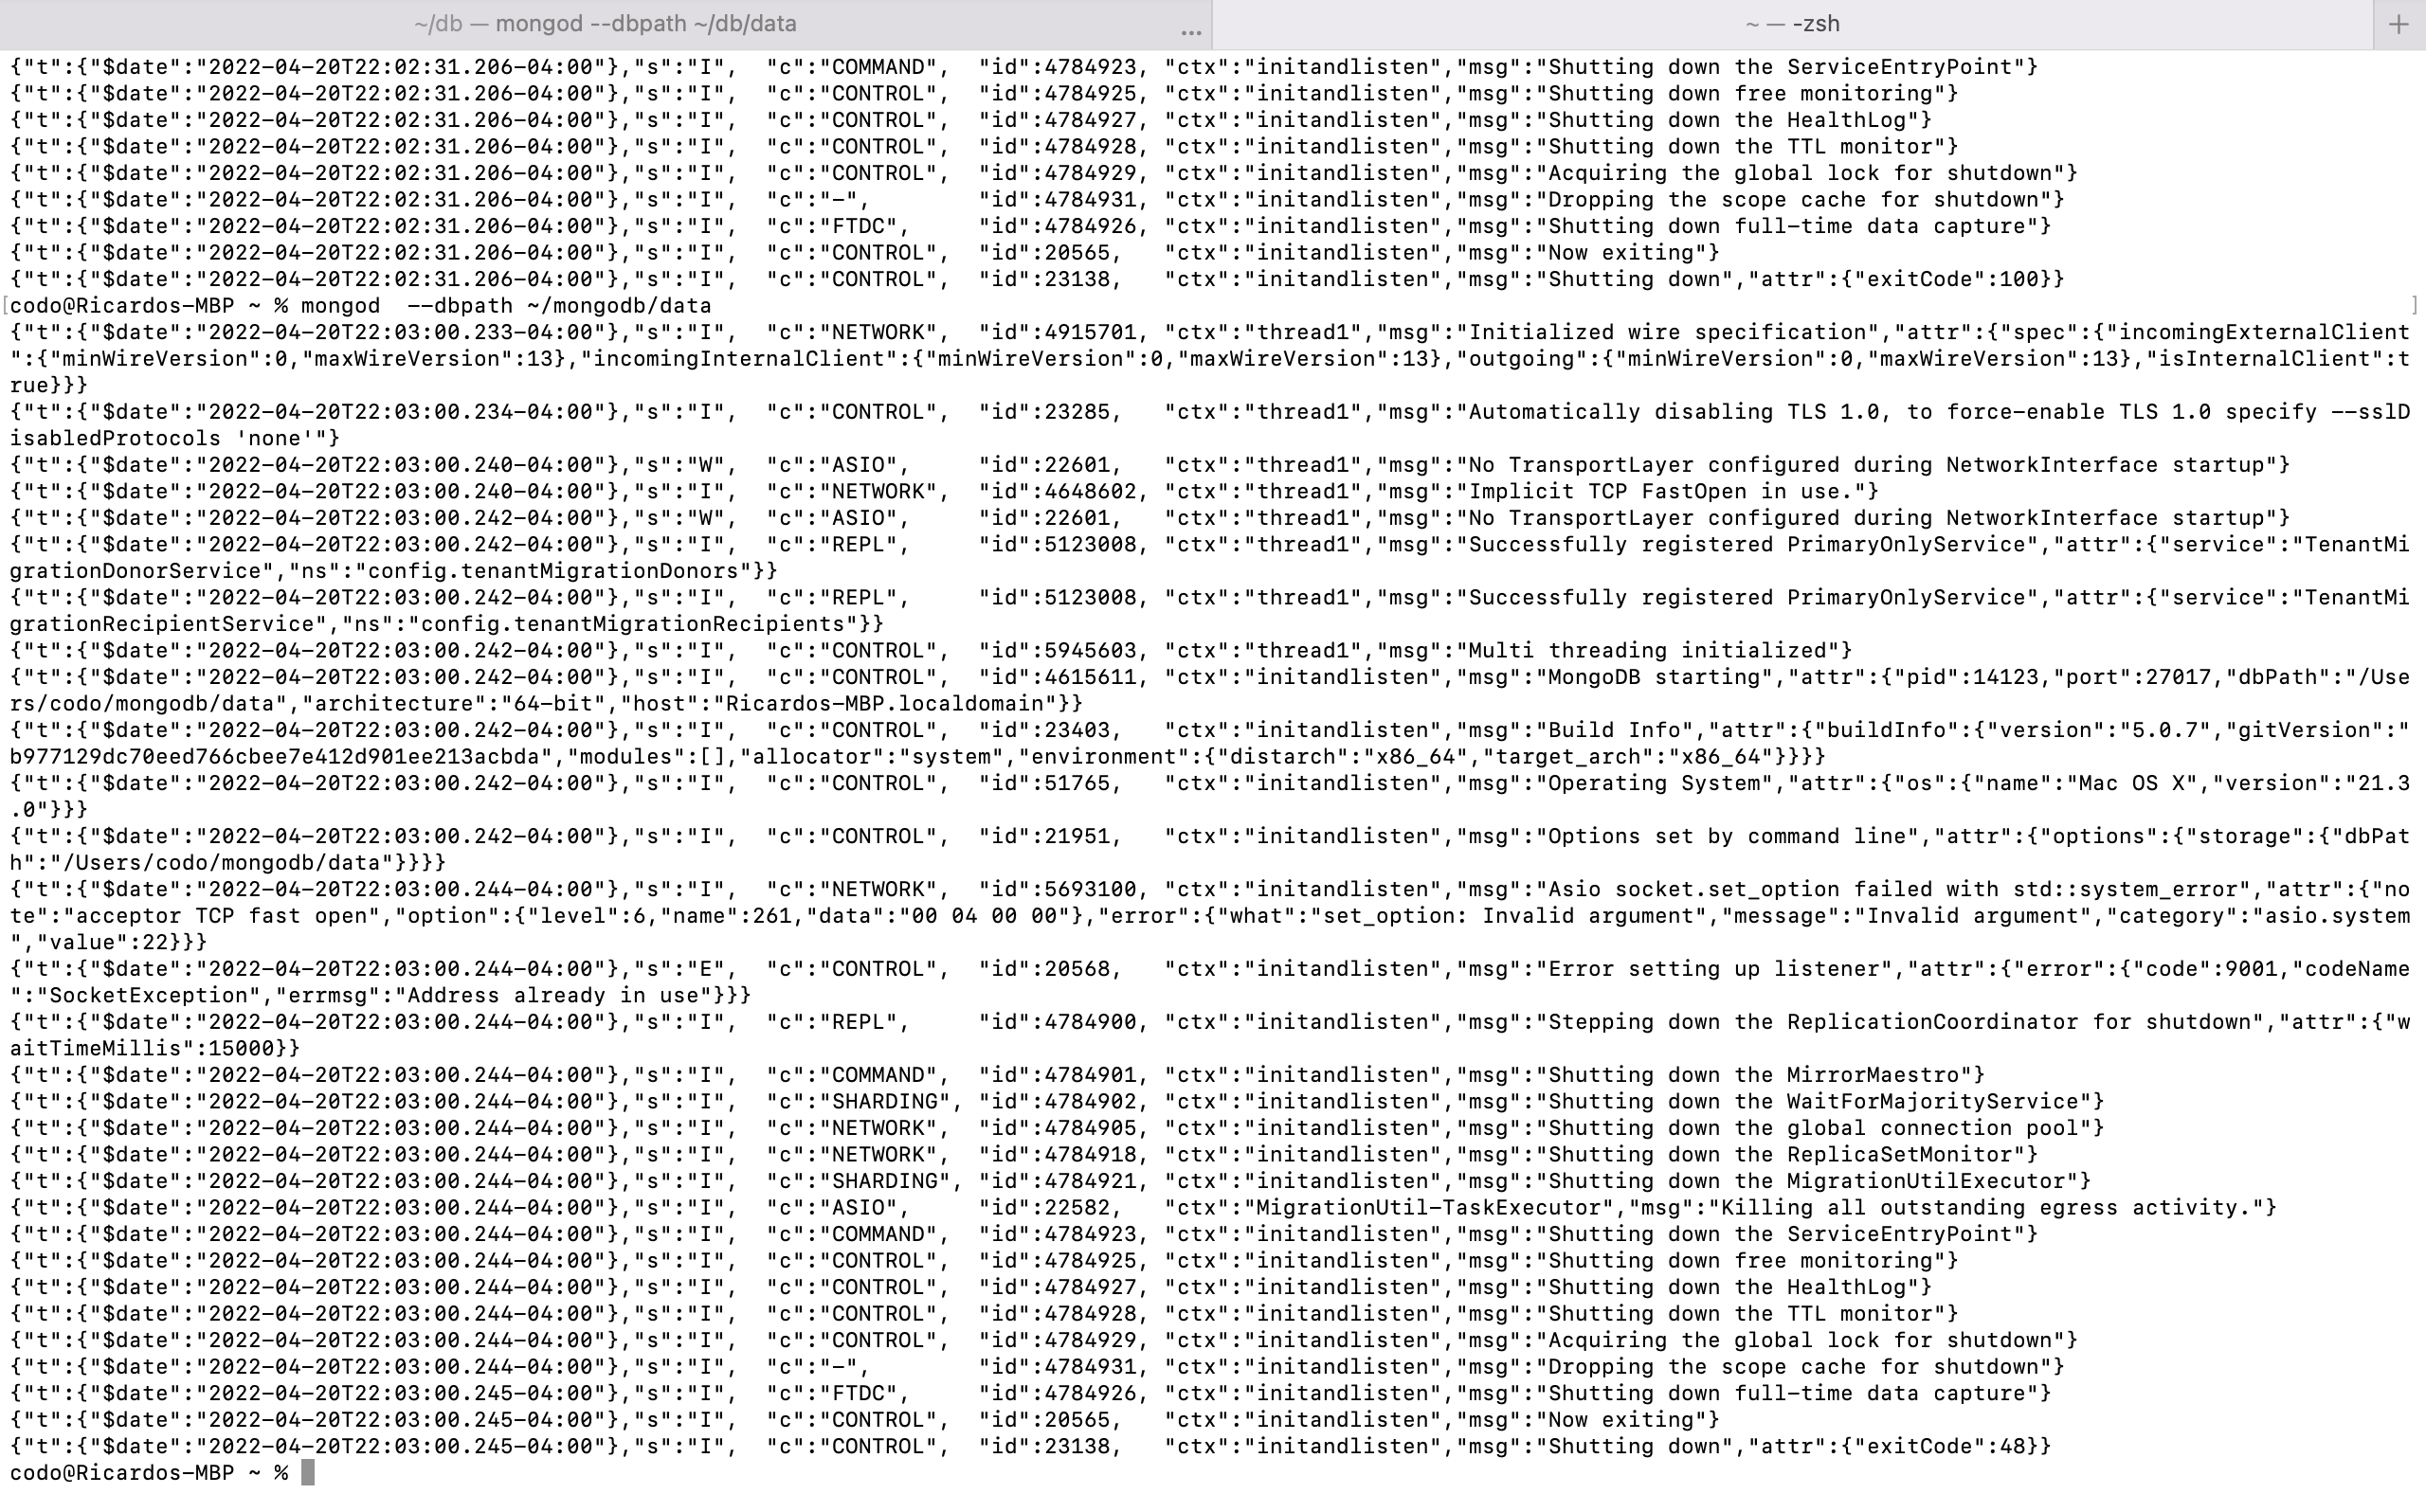 ~/db — mongod --dbpath ~/db/data
...
~ — -zsh
+
{"t":{"$date":"2022-04-20T22:02:31.206-04:00"},"s":"I",  "c":"COMMAND",  "id":4784923, "ctx":"initandlisten","msg":"Shutting down the ServiceEntryPoint"}
{"t":{"$date":"2022-04-20T22:02:31.206-04:00"},"s":"I",  "c":"CONTROL",  "id":4784925, "ctx":"initandlisten","msg":"Shutting down free monitoring"}
{"t":{"$date":"2022-04-20T22:02:31.206-04:00"},"s":"I",  "c":"CONTROL",  "id":4784927, "ctx":"initandlisten","msg":"Shutting down the HealthLog"}
{"t":{"$date":"2022-04-20T22:02:31.206-04:00"},"s":"I",  "c":"CONTROL",  "id":4784928, "ctx":"initandlisten","msg":"Shutting down the TTL monitor"}
{"t":{"$date":"2022-04-20T22:02:31.206-04:00"},"s":"I",  "c":"CONTROL",  "id":4784929, "ctx":"initandlisten","msg":"Acquiring the global lock for shutdown"}
{"t":{"$date":"2022-04-20T22:02:31.206-04:00"},"s":"I",  "c":"-",        "id":4784931, "ctx":"initandlisten","msg":"Dropping the scope cache for shutdown"}
{"t":{"$date":"2022-04-20T22:02:31.206-04:00"},"s":"I",  "c":"FTDC",     "id":4784926, "ctx":"initandlisten","msg":"Shutting down full-time data capture"}
{"t":{"$date":"2022-04-20T22:02:31.206-04:00"},"s":"I",  "c":"CONTROL",  "id":20565,   "ctx":"initandlisten","msg":"Now exiting"}
{"t":{"$date":"2022-04-20T22:02:31.206-04:00"},"s":"I",  "c":"CONTROL",  "id":23138,   "ctx":"initandlisten","msg":"Shutting down","attr":{"exitCode":100}}
[codo@Ricardos-MBP ~ % mongod  --dbpath ~/mongodb/data ]
{"t":{"$date":"2022-04-20T22:03:00.233-04:00"},"s":"I",  "c":"NETWORK",  "id":4915701, "ctx":"thread1","msg":"Initialized wire specification","attr":{"spec":{"incomingExternalClient
":{"minWireVersion":0,"maxWireVersion":13},"incomingInternalClient":{"minWireVersion":0,"maxWireVersion":13},"outgoing":{"minWireVersion":0,"maxWireVersion":13},"isInternalClient":t
rue}}}
{"t":{"$date":"2022-04-20T22:03:00.234-04:00"},"s":"I",  "c":"CONTROL",  "id":23285,   "ctx":"thread1","msg":"Automatically disabling TLS 1.0, to force-enable TLS 1.0 specify --sslD
isabledProtocols 'none'"}
{"t":{"$date":"2022-04-20T22:03:00.240-04:00"},"s":"W",  "c":"ASIO",     "id":22601,   "ctx":"thread1","msg":"No TransportLayer configured during NetworkInterface startup"}
{"t":{"$date":"2022-04-20T22:03:00.240-04:00"},"s":"I",  "c":"NETWORK",  "id":4648602, "ctx":"thread1","msg":"Implicit TCP FastOpen in use."}
{"t":{"$date":"2022-04-20T22:03:00.242-04:00"},"s":"W",  "c":"ASIO",     "id":22601,   "ctx":"thread1","msg":"No TransportLayer configured during NetworkInterface startup"}
{"t":{"$date":"2022-04-20T22:03:00.242-04:00"},"s":"I",  "c":"REPL",     "id":5123008, "ctx":"thread1","msg":"Successfully registered PrimaryOnlyService","attr":{"service":"TenantMi
grationDonorService","ns":"config.tenantMigrationDonors"}}
{"t":{"$date":"2022-04-20T22:03:00.242-04:00"},"s":"I",  "c":"REPL",     "id":5123008, "ctx":"thread1","msg":"Successfully registered PrimaryOnlyService","attr":{"service":"TenantMi
grationRecipientService","ns":"config.tenantMigrationRecipients"}}
{"t":{"$date":"2022-04-20T22:03:00.242-04:00"},"s":"I",  "c":"CONTROL",  "id":5945603, "ctx":"thread1","msg":"Multi threading initialized"}
{"t":{"$date":"2022-04-20T22:03:00.242-04:00"},"s":"I",  "c":"CONTROL",  "id":4615611, "ctx":"initandlisten","msg":"MongoDB starting","attr":{"pid":14123,"port":27017,"dbPath":"/Use
rs/codo/mongodb/data","architecture":"64-bit","host":"Ricardos-MBP.localdomain"}}
{"t":{"$date":"2022-04-20T22:03:00.242-04:00"},"s":"I",  "c":"CONTROL",  "id":23403,   "ctx":"initandlisten","msg":"Build Info","attr":{"buildInfo":{"version":"5.0.7","gitVersion":"
b977129dc70eed766cbee7e412d901ee213acbda","modules":[],"allocator":"system","environment":{"distarch":"x86_64","target_arch":"x86_64"}}}}
{"t":{"$date":"2022-04-20T22:03:00.242-04:00"},"s":"I",  "c":"CONTROL",  "id":51765,   "ctx":"initandlisten","msg":"Operating System","attr":{"os":{"name":"Mac OS X","version":"21.3
.0"}}}
{"t":{"$date":"2022-04-20T22:03:00.242-04:00"},"s":"I",  "c":"CONTROL",  "id":21951,   "ctx":"initandlisten","msg":"Options set by command line","attr":{"options":{"storage":{"dbPat
h":"/Users/codo/mongodb/data"}}}}
{"t":{"$date":"2022-04-20T22:03:00.244-04:00"},"s":"I",  "c":"NETWORK",  "id":5693100, "ctx":"initandlisten","msg":"Asio socket.set_option failed with std::system_error","attr":{"no
te":"acceptor TCP fast open","option":{"level":6,"name":261,"data":"00 04 00 00"},"error":{"what":"set_option: Invalid argument","message":"Invalid argument","category":"asio.system
","value":22}}}
{"t":{"$date":"2022-04-20T22:03:00.244-04:00"},"s":"E",  "c":"CONTROL",  "id":20568,   "ctx":"initandlisten","msg":"Error setting up listener","attr":{"error":{"code":9001,"codeName
":"SocketException","errmsg":"Address already in use"}}}
{"t":{"$date":"2022-04-20T22:03:00.244-04:00"},"s":"I",  "c":"REPL",     "id":4784900, "ctx":"initandlisten","msg":"Stepping down the ReplicationCoordinator for shutdown","attr":{"w
aitTimeMillis":15000}}
{"t":{"$date":"2022-04-20T22:03:00.244-04:00"},"s":"I",  "c":"COMMAND",  "id":4784901, "ctx":"initandlisten","msg":"Shutting down the MirrorMaestro"}
{"t":{"$date":"2022-04-20T22:03:00.244-04:00"},"s":"I",  "c":"SHARDING", "id":4784902, "ctx":"initandlisten","msg":"Shutting down the WaitForMajorityService"}
{"t":{"$date":"2022-04-20T22:03:00.244-04:00"},"s":"I",  "c":"NETWORK",  "id":4784905, "ctx":"initandlisten","msg":"Shutting down the global connection pool"}
{"t":{"$date":"2022-04-20T22:03:00.244-04:00"},"s":"I",  "c":"NETWORK",  "id":4784918, "ctx":"initandlisten","msg":"Shutting down the ReplicaSetMonitor"}
{"t":{"$date":"2022-04-20T22:03:00.244-04:00"},"s":"I",  "c":"SHARDING", "id":4784921, "ctx":"initandlisten","msg":"Shutting down the MigrationUtilExecutor"}
{"t":{"$date":"2022-04-20T22:03:00.244-04:00"},"s":"I",  "c":"ASIO",     "id":22582,   "ctx":"MigrationUtil-TaskExecutor","msg":"Killing all outstanding egress activity."}
{"t":{"$date":"2022-04-20T22:03:00.244-04:00"},"s":"I",  "c":"COMMAND",  "id":4784923, "ctx":"initandlisten","msg":"Shutting down the ServiceEntryPoint"}
{"t":{"$date":"2022-04-20T22:03:00.244-04:00"},"s":"I",  "c":"CONTROL",  "id":4784925, "ctx":"initandlisten","msg":"Shutting down free monitoring"}
{"t":{"$date":"2022-04-20T22:03:00.244-04:00"},"s":"I",  "c":"CONTROL",  "id":4784927, "ctx":"initandlisten","msg":"Shutting down the HealthLog"}
{"t":{"$date":"2022-04-20T22:03:00.244-04:00"},"s":"I",  "c":"CONTROL",  "id":4784928, "ctx":"initandlisten","msg":"Shutting down the TTL monitor"}
{"t":{"$date":"2022-04-20T22:03:00.244-04:00"},"s":"I",  "c":"CONTROL",  "id":4784929, "ctx":"initandlisten","msg":"Acquiring the global lock for shutdown"}
{"t":{"$date":"2022-04-20T22:03:00.244-04:00"},"s":"I",  "c":"-",        "id":4784931, "ctx":"initandlisten","msg":"Dropping the scope cache for shutdown"}
{"t":{"$date":"2022-04-20T22:03:00.245-04:00"},"s":"I",  "c":"FTDC",     "id":4784926, "ctx":"initandlisten","msg":"Shutting down full-time data capture"}
{"t":{"$date":"2022-04-20T22:03:00.245-04:00"},"s":"I",  "c":"CONTROL",  "id":20565,   "ctx":"initandlisten","msg":"Now exiting"}
{"t":{"$date":"2022-04-20T22:03:00.245-04:00"},"s":"I",  "c":"CONTROL",  "id":23138,   "ctx":"initandlisten","msg":"Shutting down","attr":{"exitCode":48}}
codo@Ricardos-MBP ~ %